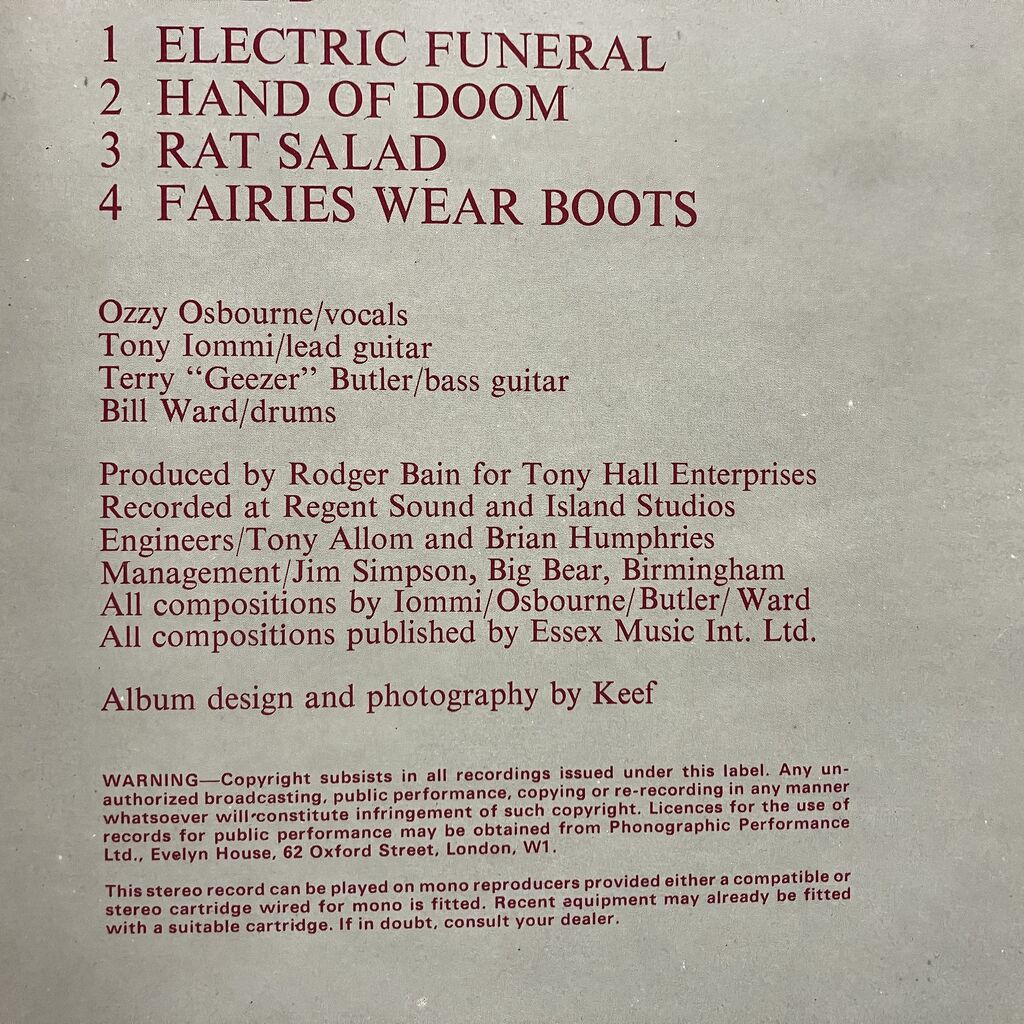 1 ELECTRIC FUNERAL
2 HAND OF DOOM
3 RAT SALAD
4 FAIRIES WEAR BOOTS
Ozzy Osbourne/vocals
Tony Iommi/lead guitar
Terry “Geezer” Butler/bass guitar
Bill Ward/drums
Produced by Rodger Bain for Tony Hall Enterprises
Recorded at Regent Sound and Island Studios
Engineers/Tony Allom and Brian Humphries
Management/Jim Simpson, Big Bear, Birmingham
All compositions by Iommi/Osbourne/Butler/Ward
All compositions published by Essex Music Int. Ltd.
Album design and photography by Keef
WARNING—Copyright subsists in all recordings issued under this label. Any un-
authorized broadcasting, public performance, copying or re-recording in any manner
whatsoever will constitute infringement of such copyright. Licences for the use of
records for public performance may be obtained from Phonographic Performance
Ltd., Evelyn House, 62 Oxford Street, London, W1.
This stereo record can be played on mono reproducers provided either a compatible or
stereo cartridge wired for mono is fitted. Recent equipment may already be fitted
with a suitable cartridge. If in doubt, consult your dealer.